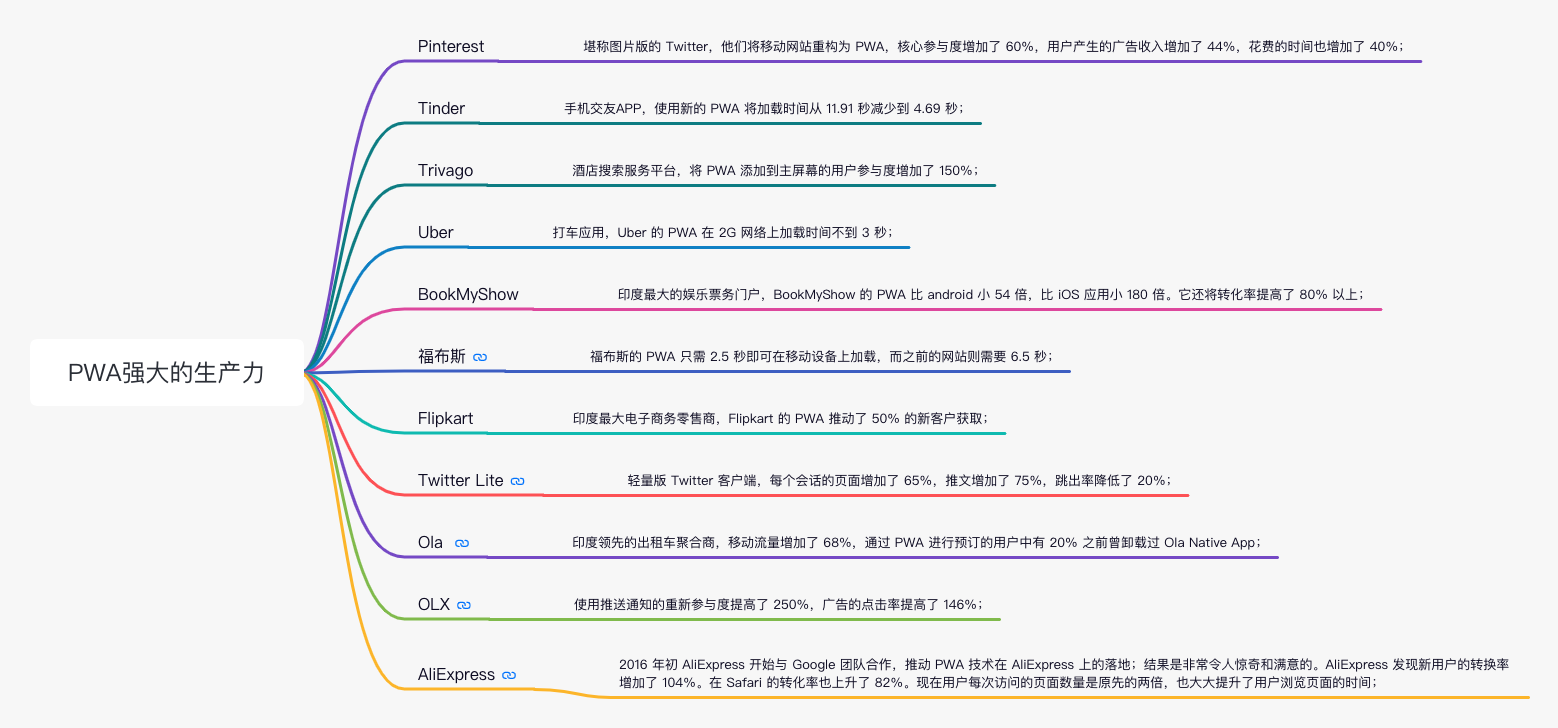 Pinterest
堪称图片版的 Twitter，他们将移动网站重构为 PWA，核心参与度增加了 60%，用户产生的广告收入增加了 44%，花费的时间也增加了 40%；
Tinder
手机交友APP，使用新的 PWA 将加载时间从 11.91 秒减少到 4.69 秒；
Trivago
酒店搜索服务平台，将 PWA 添加到主屏幕的用户参与度增加了 150%；
Uber
打车应用，Uber 的 PWA 在 2G 网络上加载时间不到 3 秒；
BookMyShow
印度最大的娱乐票务门户，BookMyShow 的 PWA 比 android 小 54 倍，比 iOS 应用小 180 倍。它还将转化率提高了 80% 以上；
PWA强大的生产力
福布斯
福布斯的 PWA 只需 2.5 秒即可在移动设备上加载，而之前的网站则需要 6.5 秒；
Flipkart
印度最大电子商务零售商，Flipkart 的 PWA 推动了 50% 的新客户获取；
Twitter Lite
轻量版 Twitter 客户端，每个会话的页面增加了 65%，推文增加了 75%，跳出率降低了 20%；
Ola
印度领先的出租车聚合商，移动流量增加了 68%，通过 PWA 进行预订的用户中有 20% 之前曾卸载过 Ola Native App；
OLX
使用推送通知的重新参与度提高了 250%，广告的点击率提高了 146%；
AliExpress
2016 年初 AliExpress 开始与 Google 团队合作，推动 PWA 技术在 AliExpress 上的落地；结果是非常令人惊奇和满意的。AliExpress 发现新用户的转换率
增加了 104%。在 Safari 的转化率也上升了 82%。现在用户每次访问的页面数量是原先的两倍，也大大提升了用户浏览页面的时间；